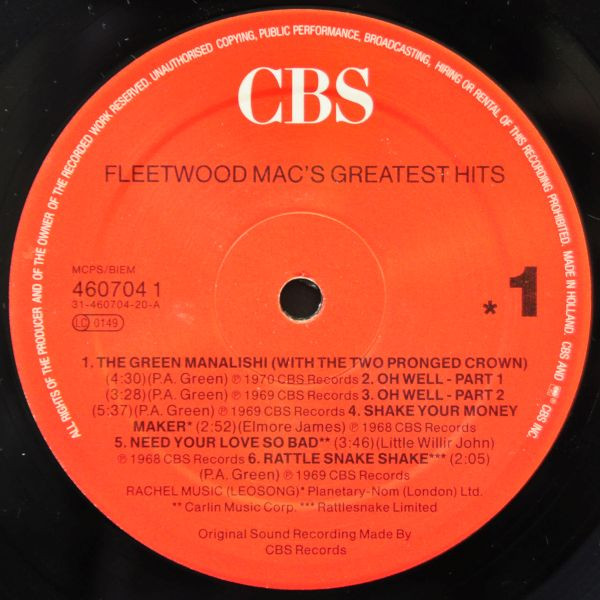 ALL RIGHTS OF THE PRODUCER AND OF THE OWNER OF THE RECORDED WORK RESERVED. UNAUTHORISED COPYING, PUBLIC PERFORMANCE, BROADCASTING, HIRING OR RENTAL OF THIS RECORDING PROHIBITED. MADE IN HOLLAND. CBS AND CBS INC.
CBS
FLEETWOOD MAC'S GREATEST HITS
MCPS/BIEM
460704 1
31-460704-20-A
LC 0149
* 1
1. THE GREEN MANALISHI (WITH THE TWO PRONGED CROWN)
(4:30)(P.A. Green) ℗ 1970 CBS Records 2. OH WELL - PART 1
(3:28)(P.A. Green) ℗ 1969 CBS Records 3. OH WELL - PART 2
(5:37)(P.A. Green) ℗ 1969 CBS Records 4. SHAKE YOUR MONEY
MAKER* (2:52)(Elmore James) ℗ 1968 CBS Records
5. NEED YOUR LOVE SO BAD** (3:46)(Little Willir John)
℗ 1968 CBS Records 6. RATTLE SNAKE SHAKE*** (2:05)
(P.A. Green) ℗ 1969 CBS Records
RACHEL MUSIC (LEOSONG)* Planetary-Nom (London) Ltd.
** Carlin Music Corp. *** Rattlesnake Limited
Original Sound Recording Made By
CBS Records